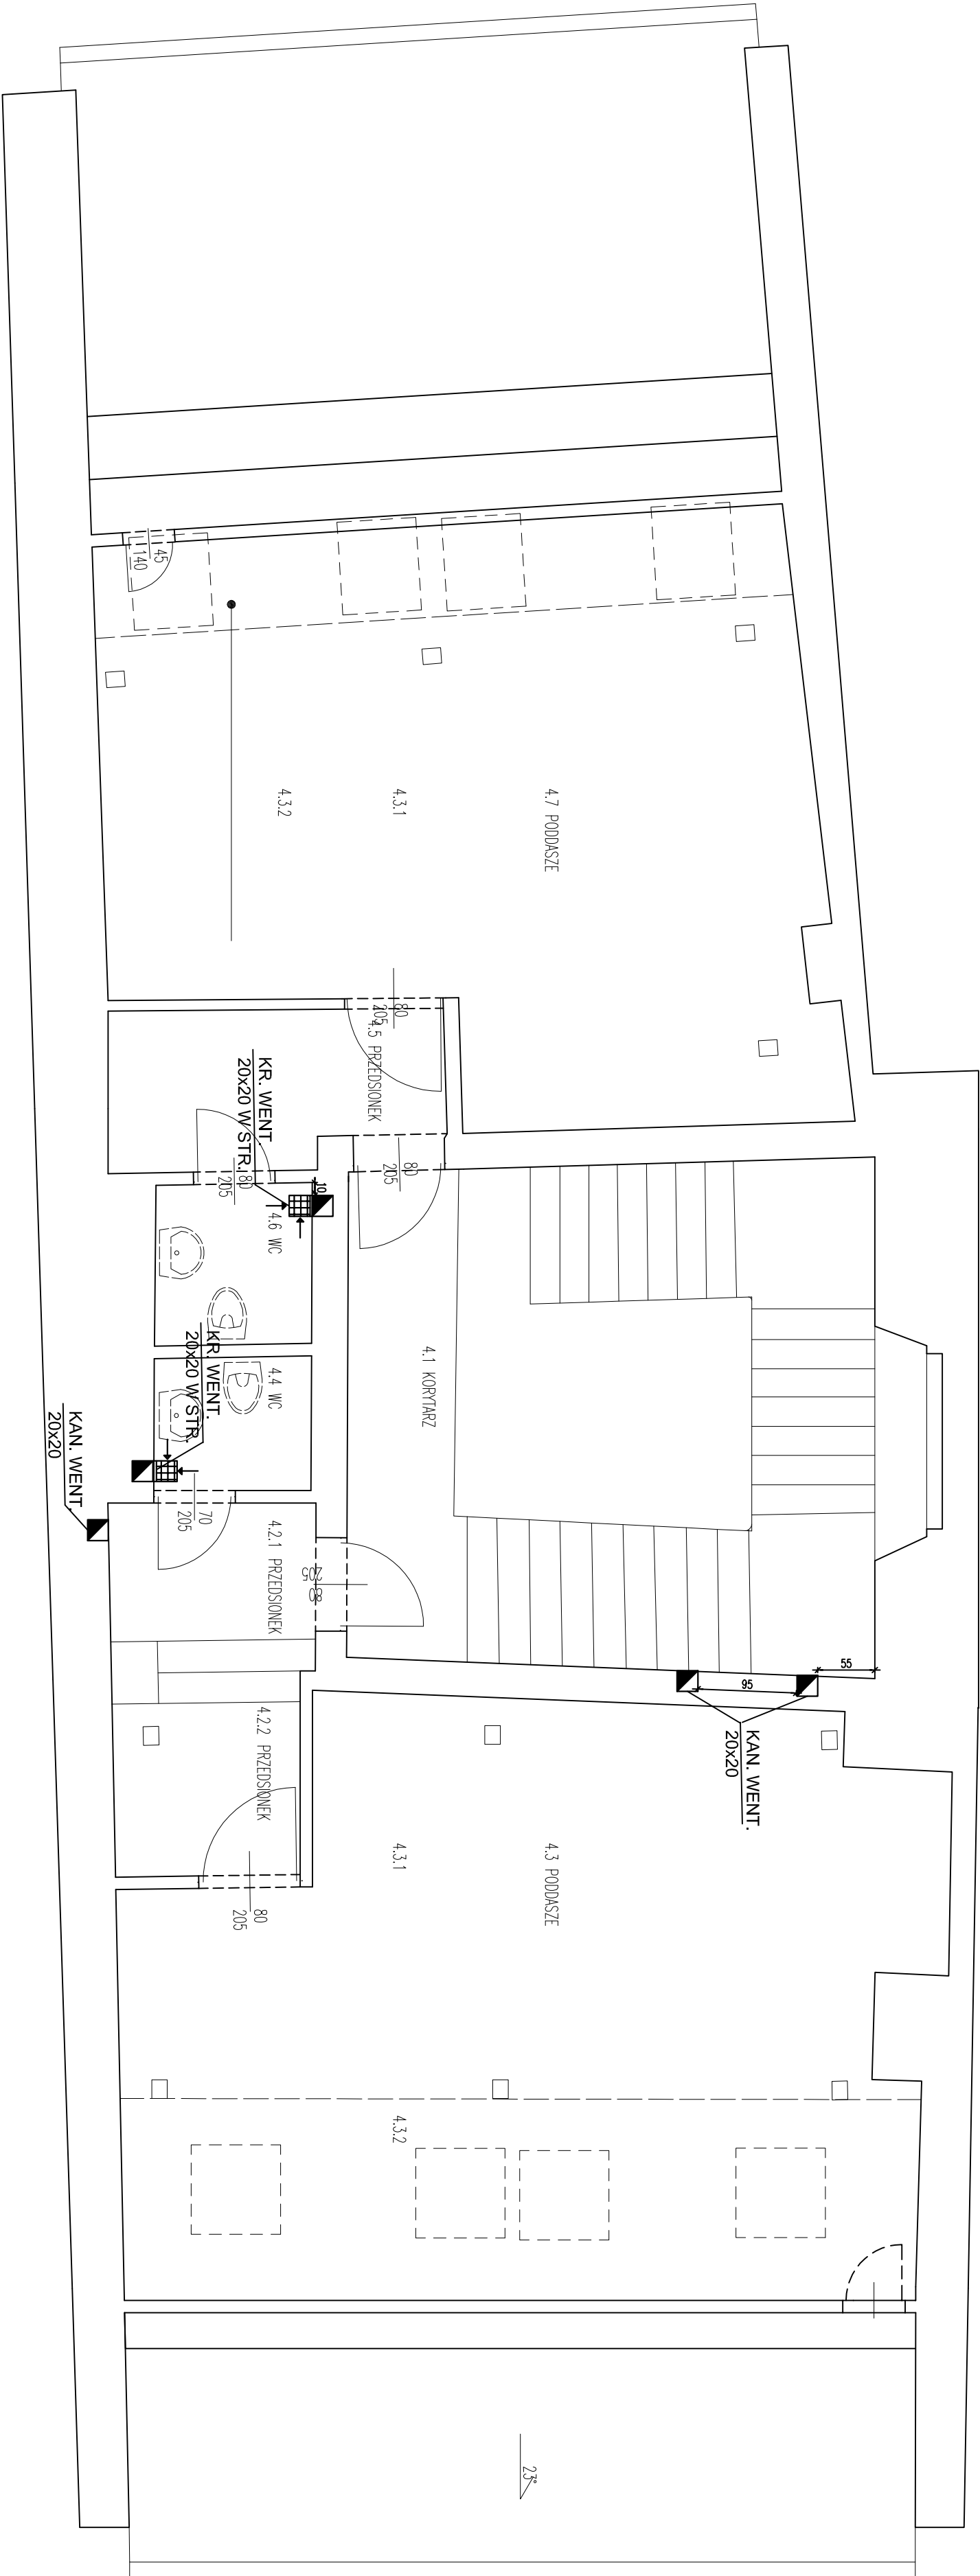 45
140
4.3.2
4.3.1
4.7 PODDASZE
80
205
4.5 PRZEDSIONEK
KR. WENT.
20x20 W STR.
80
205
80
205
10
4.6 WC
4.1 KORYTARZ
4.4 WC
KR. WENT.
20x20 W STR.
KAN. WENT.
20x20
70
205
4.2.1 PRZEDSIONEK
80
205
55
95
KAN. WENT.
20x20
4.2.2 PRZEDSIONEK
80
205
4.3.1
4.3 PODDASZE
4.3.2
23°